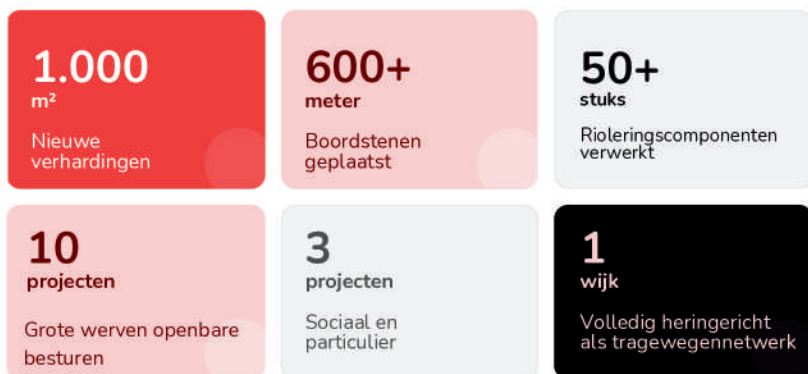 1.000
m²
Nieuwe
verhardingen
600+
meter
Boordstenen
geplaatst
50+
stuks
Rioleringscomponenten
verwerkt
10
projecten
Grote werven openbare
besturen
3
projecten
Sociaal en
particulier
1
wijk
Volledig heringericht
als tragewegennetwerk